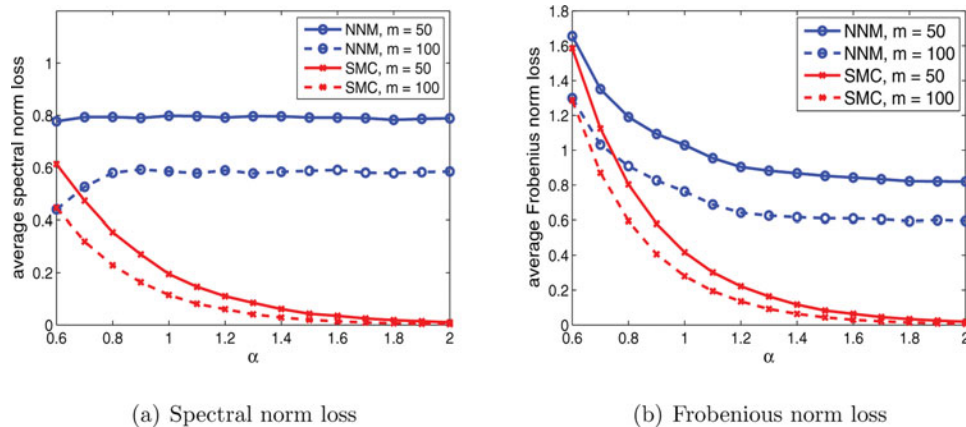 NNM, m = 50
NNM, m = 100
SMC, m = 50
SMC, m = 100
1
0.8
0.6
0.4
0.2
0
0.6 0.8 1 1.2 1.4 1.6 1.8 2
α
average spectral norm loss
(a) Spectral norm loss
NNM, m = 50
NNM, m = 100
SMC, m = 50
SMC, m = 100
1.8
1.6
1.4
1.2
1
0.8
0.6
0.4
0.2
0
0.6 0.8 1 1.2 1.4 1.6 1.8 2
α
average Frobenius norm loss
(b) Frobenious norm loss